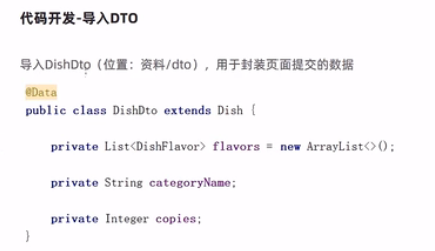 代码开发-导入DTO
导入DishDto（位置：资料/dto），用于封装页面提交的数据
@Data
public class DishDto extends Dish {
private List<DishFlavor> flavors = new ArrayList<>();
private String categoryName;
private Integer copies;
}